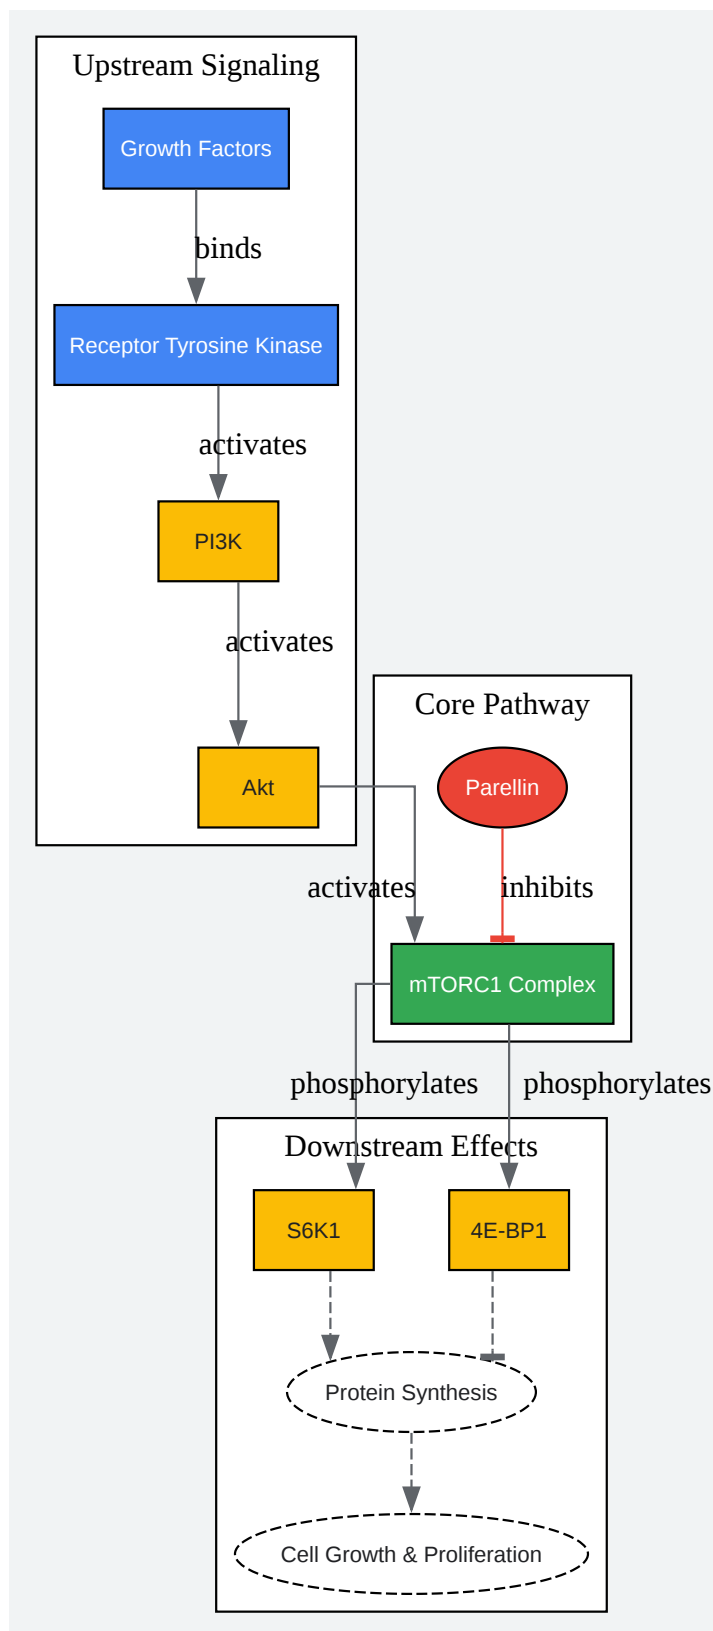 Upstream Signaling
Growth Factors
binds
Receptor Tyrosine Kinase
activates
PI3K
activates
Core Pathway
Akt
Parellin
activates
inhibits
mTORC1 Complex
phosphorylates
phosphorylates
Downstream Effects
S6K1
4E-BP1
Protein Synthesis
Cell Growth & Proliferation